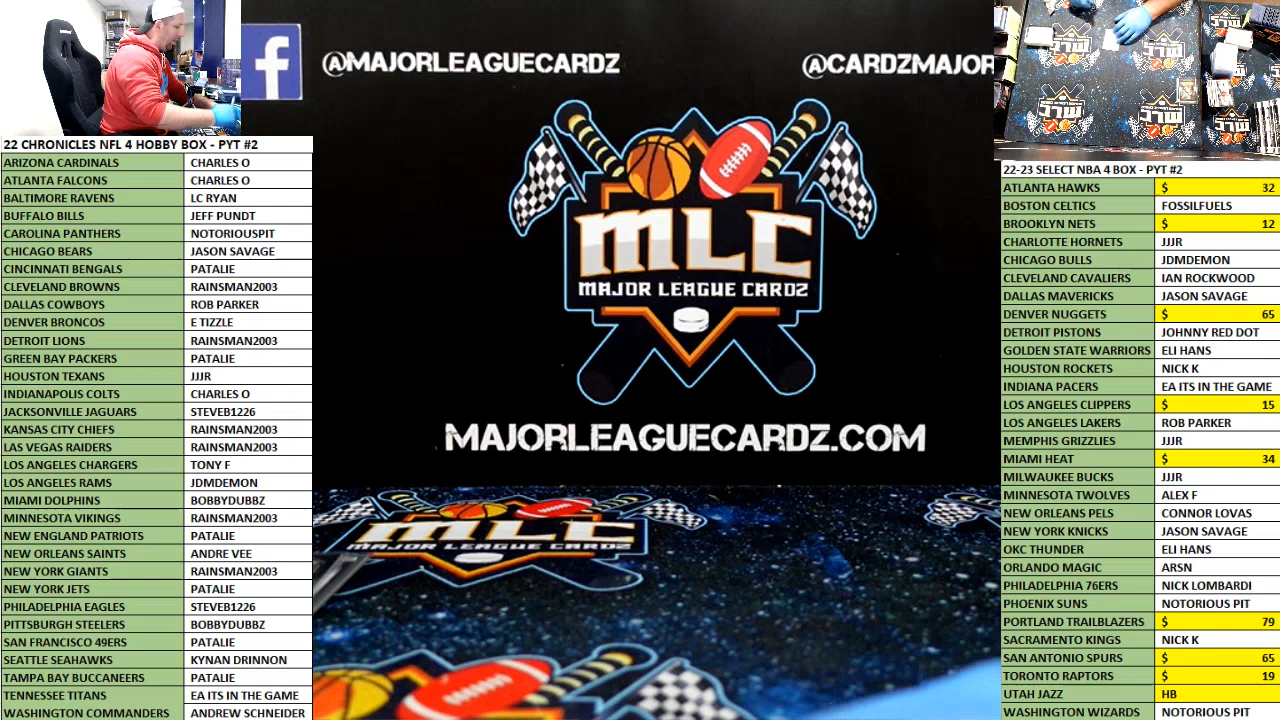 @MAJORLEAGUECARDZ
@CARDZMAJOR
MLC
MAJOR LEAGUE CARDZ
MAJORLEAGUECARDZ.COM
MLC
MAJOR LEAGUE CARDZ
22 CHRONICLES NFL 4 HOBBY BOX - PYT #2
ARIZONA CARDINALS CHARLES O
ATLANTA FALCONS CHARLES O
BALTIMORE RAVENS LC RYAN
BUFFALO BILLS JEFF PUNDT
CAROLINA PANTHERS NOTORIOUSPIT
CHICAGO BEARS JASON SAVAGE
CINCINNATI BENGALS PATALIE
CLEVELAND BROWNS RAINSMAN2003
DALLAS COWBOYS ROB PARKER
DENVER BRONCOS E TIZZLE
DETROIT LIONS RAINSMAN2003
GREEN BAY PACKERS PATALIE
HOUSTON TEXANS JJJR
INDIANAPOLIS COLTS CHARLES O
JACKSONVILLE JAGUARS STEVEB1226
KANSAS CITY CHIEFS RAINSMAN2003
LAS VEGAS RAIDERS RAINSMAN2003
LOS ANGELES CHARGERS TONY F
LOS ANGELES RAMS JDMDEMON
MIAMI DOLPHINS BOBBYDUBBZ
MINNESOTA VIKINGS RAINSMAN2003
NEW ENGLAND PATRIOTS PATALIE
NEW ORLEANS SAINTS ANDRE VEE
NEW YORK GIANTS RAINSMAN2003
NEW YORK JETS PATALIE
PHILADELPHIA EAGLES STEVEB1226
PITTSBURGH STEELERS BOBBYDUBBZ
SAN FRANCISCO 49ERS PATALIE
SEATTLE SEAHAWKS KYNAN DRINNON
TAMPA BAY BUCCANEERS PATALIE
TENNESSEE TITANS EA ITS IN THE GAME
WASHINGTON COMMANDERS ANDREW SCHNEIDER
22-23 SELECT NBA 4 BOX - PYT #2
ATLANTA HAWKS $ 32
BOSTON CELTICS FOSSILFUELS
BROOKLYN NETS $ 12
CHARLOTTE HORNETS JJJR
CHICAGO BULLS JDMDEMON
CLEVELAND CAVALIERS IAN ROCKWOOD
DALLAS MAVERICKS JASON SAVAGE
DENVER NUGGETS $ 65
DETROIT PISTONS JOHNNY RED DOT
GOLDEN STATE WARRIORS ELI HANS
HOUSTON ROCKETS NICK K
INDIANA PACERS EA ITS IN THE GAME
LOS ANGELES CLIPPERS $ 15
LOS ANGELES LAKERS ROB PARKER
MEMPHIS GRIZZLIES JJJR
MIAMI HEAT $ 34
MILWAUKEE BUCKS JJJR
MINNESOTA TWOLVES ALEX F
NEW ORLEANS PELS CONNOR LOVAS
NEW YORK KNICKS JASON SAVAGE
OKC THUNDER ELI HANS
ORLANDO MAGIC ARSN
PHILADELPHIA 76ERS NICK LOMBARDI
PHOENIX SUNS NOTORIOUS PIT
PORTLAND TRAILBLAZERS $ 79
SACRAMENTO KINGS NICK K
SAN ANTONIO SPURS $ 65
TORONTO RAPTORS $ 19
UTAH JAZZ HB
WASHINGTON WIZARDS NOTORIOUS PIT